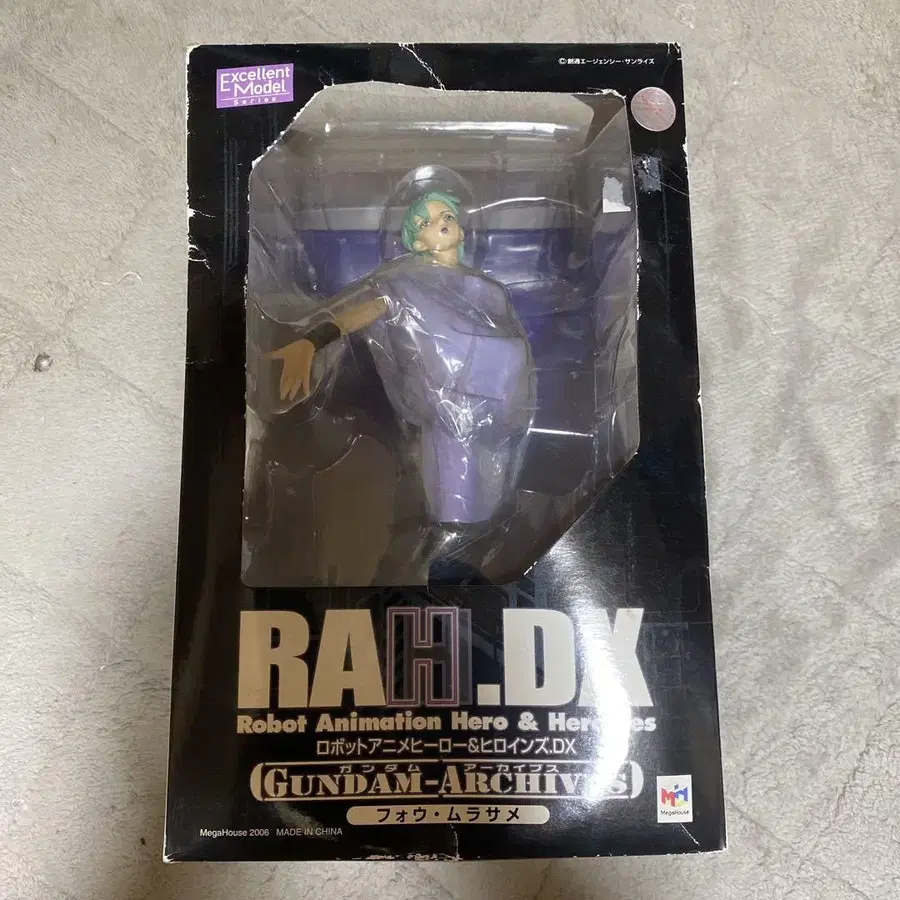 Excellent
Model
Series
©創通エージェンシー・サンライズ
RAH.DX
Robot Animation Hero & Heroines
ロボットアニメヒーロー&ヒロインズ.DX
ガンダム アーカイブス
GUNDAM-ARCHIVES
フォウ・ムラサメ
MegaHouse
MegaHouse 2006 MADE IN CHINA